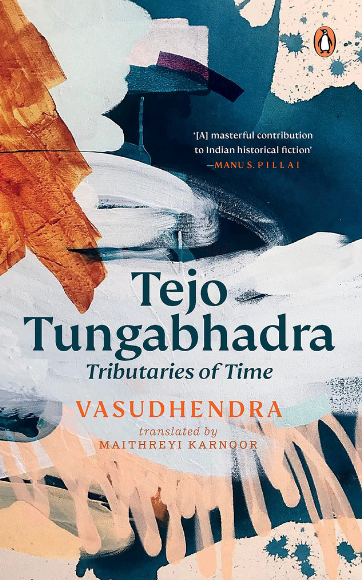 '[A] masterful contribution
to Indian historical fiction'
—MANU S. PILLAI
Tejo
Tungabhadra
Tributaries of Time
VASUDHENDRA
translated by
MAITHREYI KARNOOR